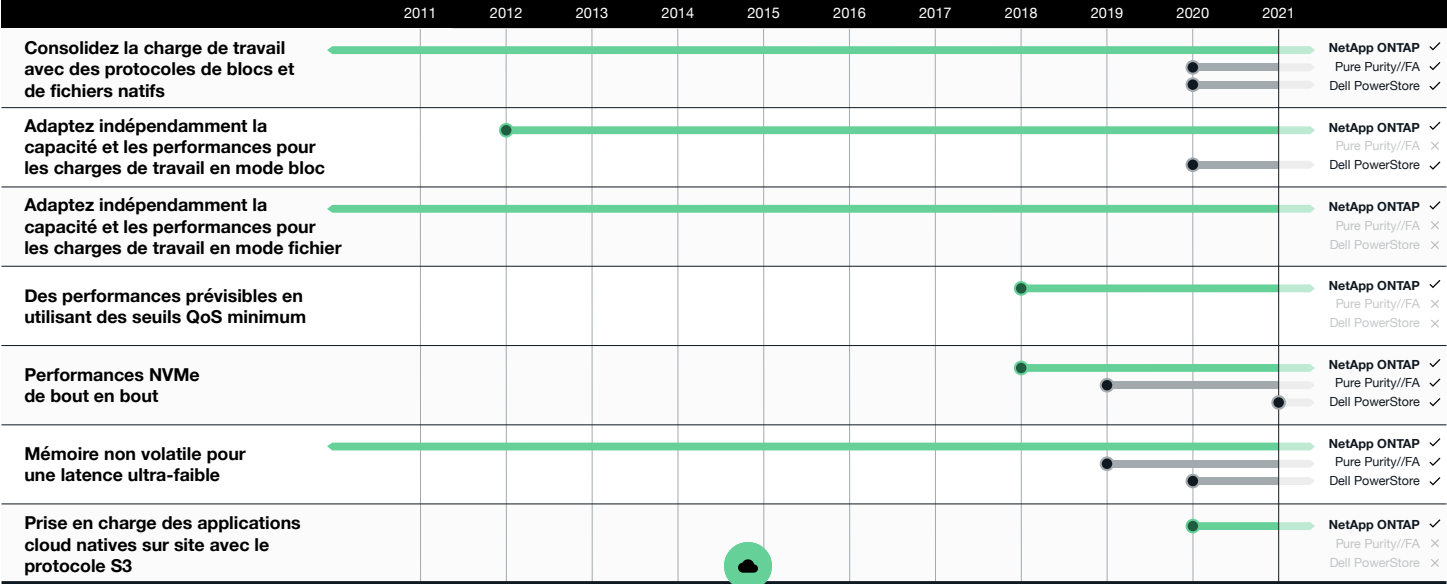 2011 2012 2013 2014 2015 2016 2017 2018 2019 2020 2021
Consolidez la charge de travail
avec des protocoles de blocs et
de fichiers natifs
NetApp ONTAP ✓
Pure Purity//FA ✓
Dell PowerStore ✓
Adaptez indépendamment la
capacité et les performances pour
les charges de travail en mode bloc
NetApp ONTAP ✓
Pure Purity//FA ×
Dell PowerStore ✓
Adaptez indépendamment la
capacité et les performances pour
les charges de travail en mode fichier
NetApp ONTAP ✓
Pure Purity//FA ×
Dell PowerStore ×
Des performances prévisibles en
utilisant des seuils QoS minimum
NetApp ONTAP ✓
Pure Purity//FA ×
Dell PowerStore ×
Performances NVMe
de bout en bout
NetApp ONTAP ✓
Pure Purity//FA ✓
Dell PowerStore ✓
Mémoire non volatile pour
une latence ultra-faible
NetApp ONTAP ✓
Pure Purity//FA ✓
Dell PowerStore ✓
Prise en charge des applications
cloud natives sur site avec le
protocole S3
NetApp ONTAP ✓
Pure Purity//FA ×
Dell PowerStore ×